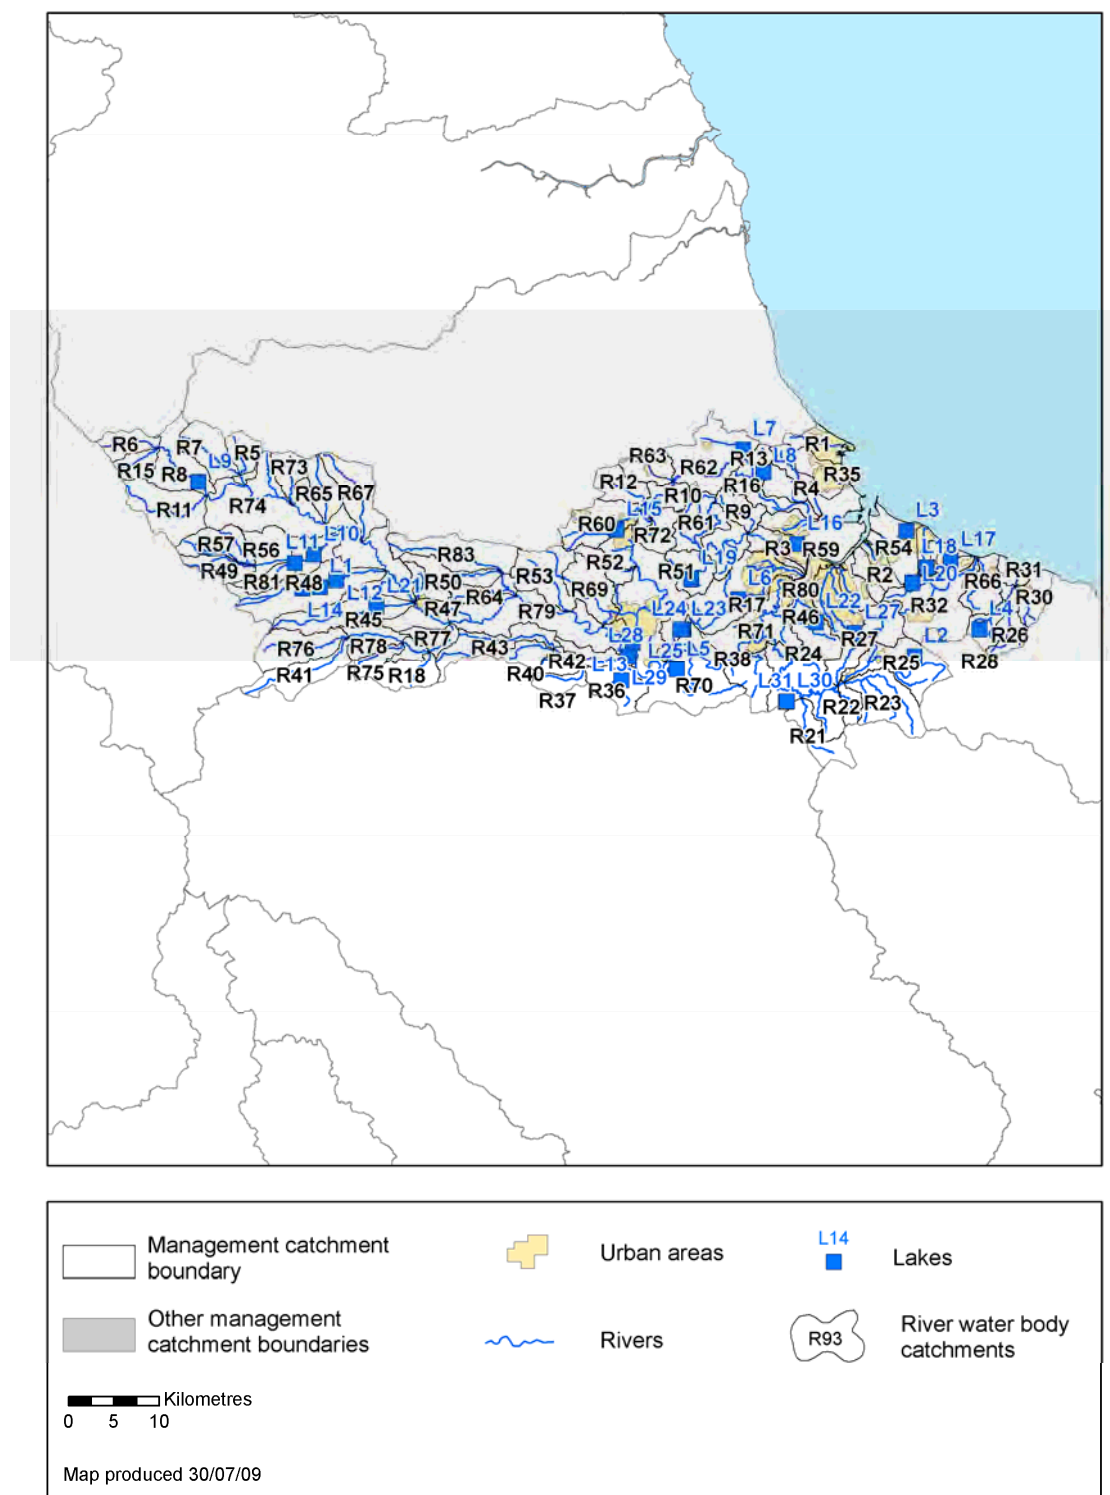 L7
R1
R6
R7
R5
L9
R63
R13
L8
R15
R8
R73
R62
R35
R12
R16
R4
R65
R67
R10
R11
R74
R9
L15
L3
R60
R61
L16
R72
L11
L10
R57
R56
R3
R59
R54
L18
L17
R83
R52
L19
R49
L1
R53
R51
L6
R2
L20
R31
R81
R48
L21
R50
R69
R80
R66
L12
R64
L22
R30
L14
R47
R79
L24
L23
R17
L27
R32
L4
R45
R46
L28
R71
R27
L2
R26
R76
R78
R77
R43
L25
L5
R24
R42
L13
R38
R25
R28
R41
R75
R18
R40
L29
L31
L30
R36
R70
R37
R22
R23
R21
Management catchment
boundary
Urban areas
L14
Lakes
Other management
catchment boundaries
Rivers
R93
River water body
catchments
Kilometres
0 5 10
Map produced 30/07/09